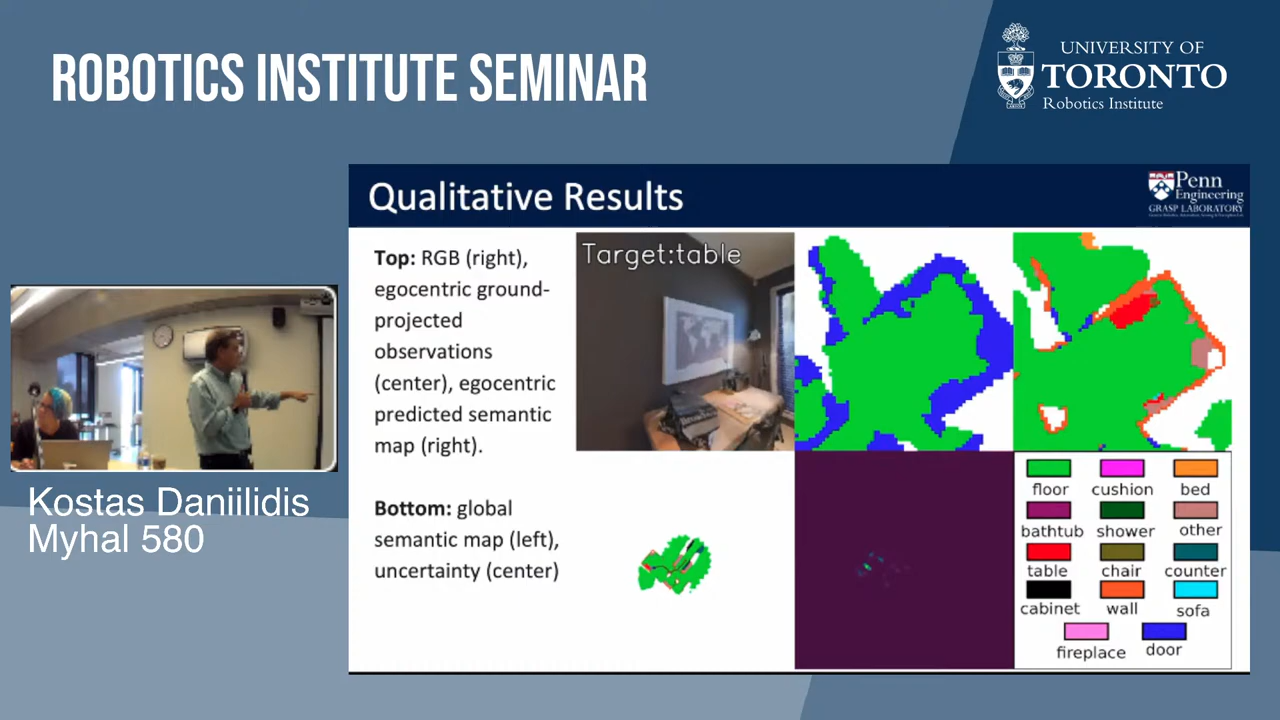 ROBOTICS INSTITUTE SEMINAR
UNIVERSITY OF
TORONTO
Robotics Institute
Qualitative Results
Penn
Engineering
GRASP LABORATORY
Top: RGB (right),
egocentric ground-
projected
observations
(center), egocentric
predicted semantic
map (right).
Bottom: global
semantic map (left),
uncertainty (center)
Target:table
floor cushion bed
bathtub shower other
table chair counter
cabinet wall sofa
fireplace door
Kostas Daniilidis
Myhal 580